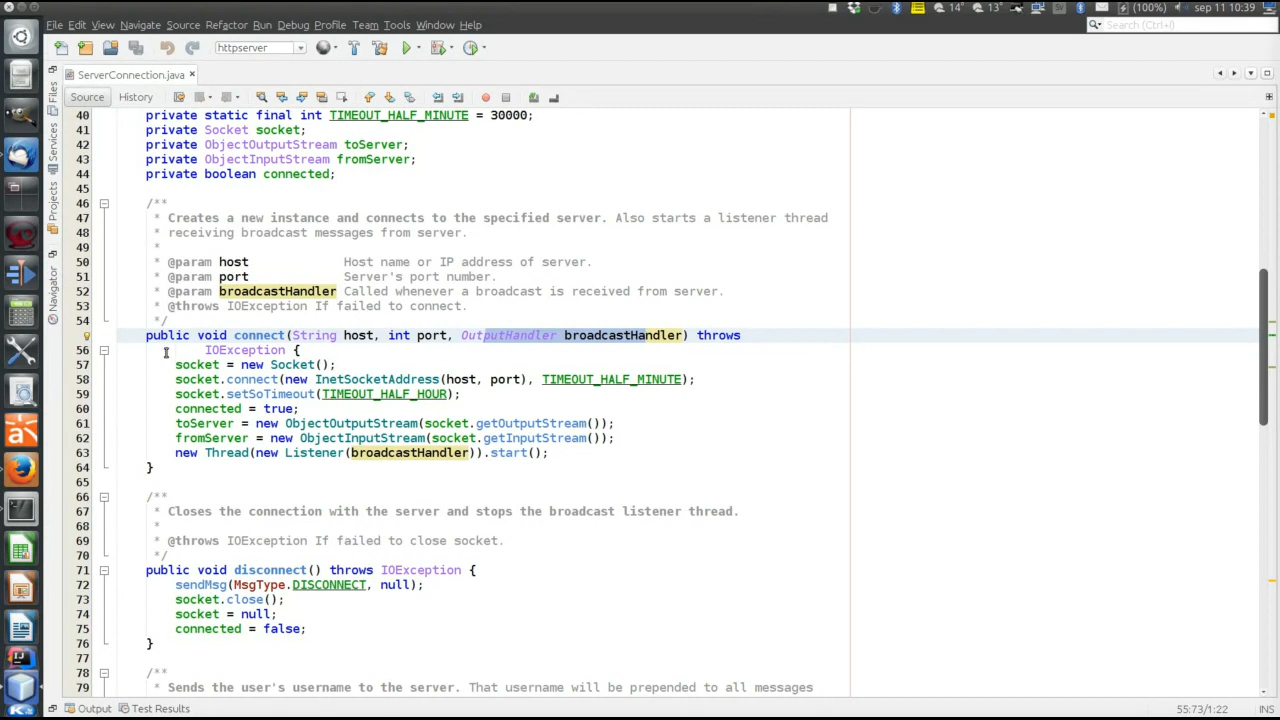 (100%) sep 11 10:39
14° 13°
File Edit View Navigate Source Refactor Run Debug Profile Team Tools Window Help
Search (Ctrl+I)
httpserver
ServerConnection.java
Source History
Files
Services
Projects
Navigator
40 private static final int TIMEOUT_HALF_MINUTE = 30000;
41 private Socket socket;
42 private ObjectOutputStream toServer;
43 private ObjectInputStream fromServer;
44 private boolean connected;
45
46 /**
47 * Creates a new instance and connects to the specified server. Also starts a listener thread
48 * receiving broadcast messages from server.
49 *
50 * @param host Host name or IP address of server.
51 * @param port Server's port number.
52 * @param broadcastHandler Called whenever a broadcast is received from server.
53 * @throws IOException If failed to connect.
54 */
public void connect(String host, int port, OutputHandler broadcastHandler) throws
56 IOException {
57 socket = new Socket();
58 socket.connect(new InetSocketAddress(host, port), TIMEOUT_HALF_MINUTE);
59 socket.setSoTimeout(TIMEOUT_HALF_HOUR);
60 connected = true;
61 toServer = new ObjectOutputStream(socket.getOutputStream());
62 fromServer = new ObjectInputStream(socket.getInputStream());
63 new Thread(new Listener(broadcastHandler)).start();
64 }
65
66 /**
67 * Closes the connection with the server and stops the broadcast listener thread.
68 *
69 * @throws IOException If failed to close socket.
70 */
71 public void disconnect() throws IOException {
72 sendMsg(MsgType.DISCONNECT, null);
73 socket.close();
74 socket = null;
75 connected = false;
76 }
77
78 /**
79 * Sends the user's username to the server. That username will be prepended to all messages
Output Test Results
55:73/1:22 INS